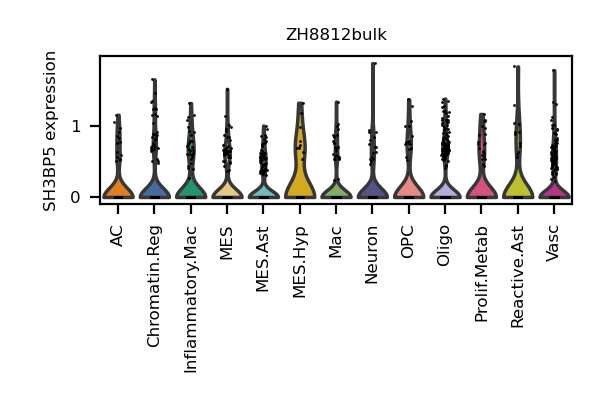 ZH8812bulk
SH3BP5 expression
1
0
AC
Chromatin.Reg
Inflammatory.Mac
MES
MES.Ast
MES.Hyp
Mac
Neuron
OPC
Oligo
Prolif.Metab
Reactive.Ast
Vasc